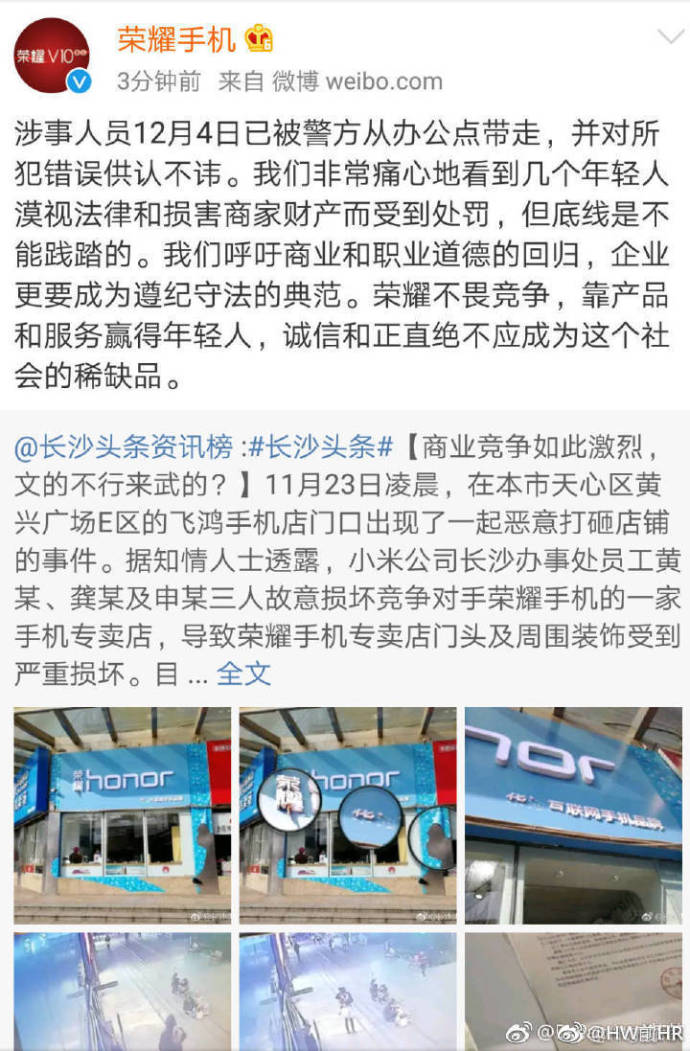 荣耀V10
荣耀手机
3分钟前 来自 微博 weibo.com
涉事人员12月4日已被警方从办公点带走，并对所
犯错误供认不讳。我们非常痛心地看到几个年轻人
漠视法律和损害商家财产而受到处罚，但底线是不
能践踏的。我们呼吁商业和职业道德的回归，企业
更要成为遵纪守法的典范。荣耀不畏竞争，靠产品
和服务赢得年轻人，诚信和正直绝不应成为这个社
会的稀缺品。
@长沙头条资讯榜 :#长沙头条#【商业竞争如此激烈，
文的不行来武的？】11月23日凌晨，在本市天心区黄
兴广场E区的飞鸿手机店门口出现了一起恶意打砸店铺
的事件。据知情人士透露，小米公司长沙办事处员工黄
某、龚某及申某三人故意损坏竞争对手荣耀手机的一家
手机专卖店，导致荣耀手机专卖店门头及周围装饰受到
严重损坏。目 ... 全文
荣耀 honor
荣耀 honor
荣耀
华
honor
华 互联网手机品牌
@HW前HR